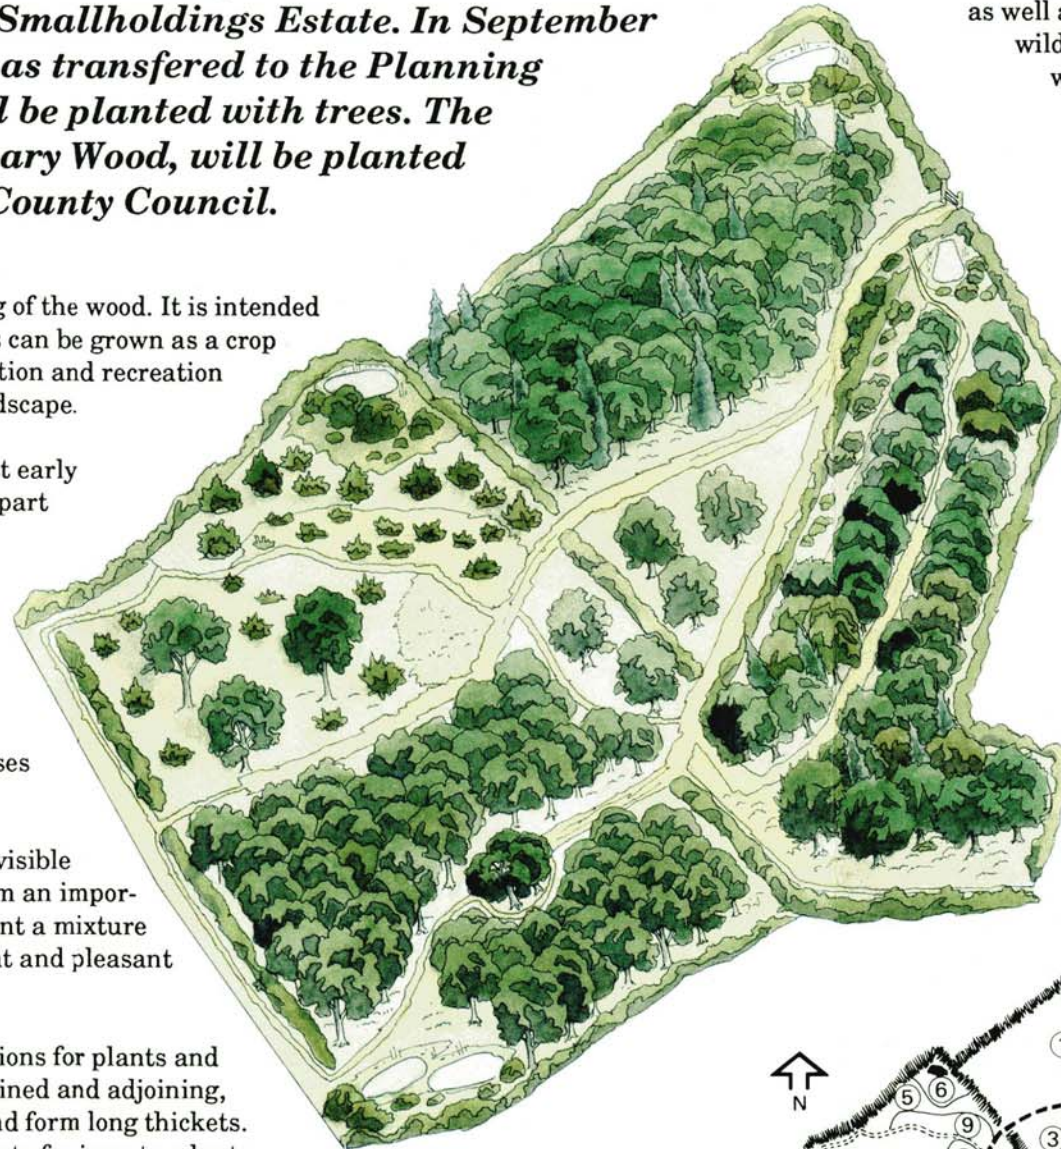 Smallholdings Estate. In September
as transfered to the Planning
be planted with trees. The
ary Wood, will be planted
County Council.
of the wood. It is intended
can be grown as a crop
tion and recreation
dscape.
t early
part
ses
visible
m an impor-
nt a mixture
t and pleasant
ions for plants and
ined and adjoining,
nd form long thickets.
as well
wild
w
N
5
6
9
3